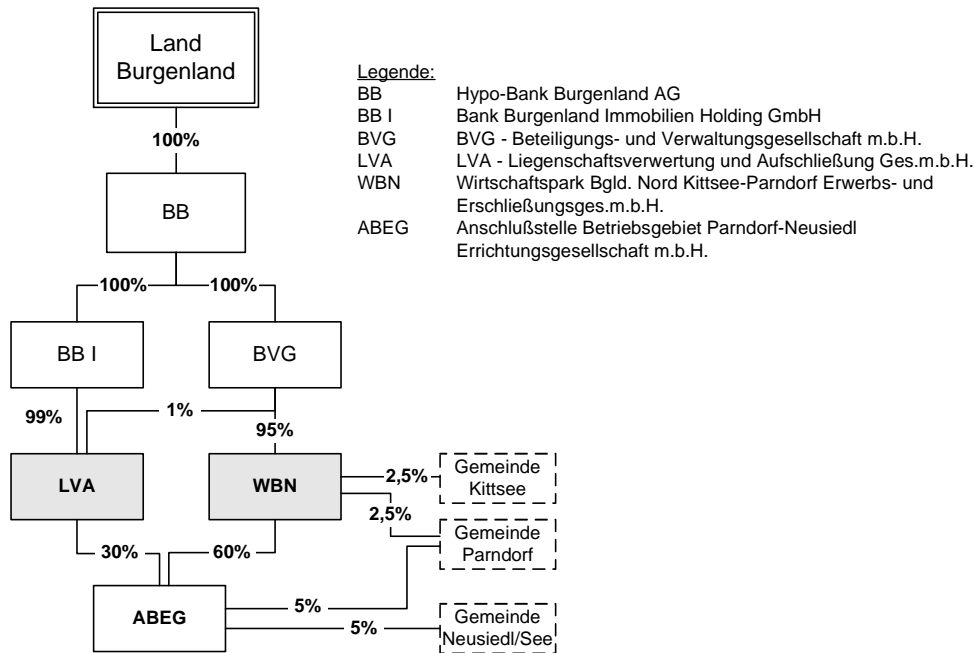 Land
Burgenland
100%
BB
100% 100%
BB I BVG
99% 1% 95%
LVA WBN
2,5% Gemeinde
Kittsee
2,5%
Gemeinde
Parndorf
30% 60%
ABEG
5%
5% Gemeinde
Neusiedl/See
Legende:
BB Hypo-Bank Burgenland AG
BB I Bank Burgenland Immobilien Holding GmbH
BVG BVG - Beteiligungs- und Verwaltungsgesellschaft m.b.H.
LVA LVA - Liegenschaftsverwertung und Aufschließung Ges.m.b.H.
WBN Wirtschaftspark Bgld. Nord Kittsee-Parndorf Erwerbs- und
Erschließungsges.m.b.H.
ABEG Anschlußstelle Betriebsgebiet Parndorf-Neusiedl
Errichtungsgesellschaft m.b.H.